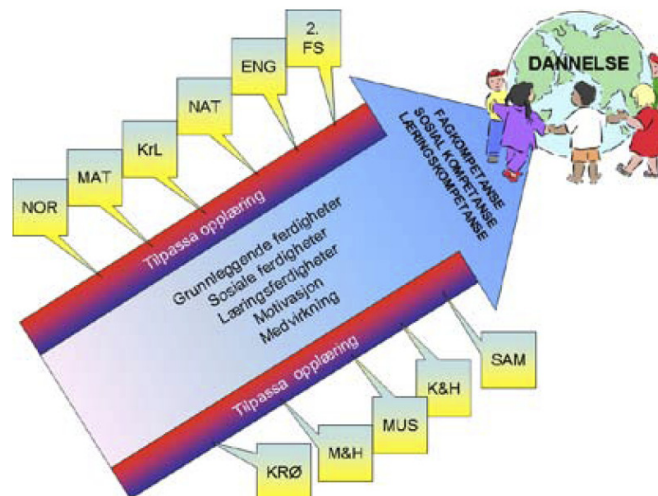 2.
FS
ENG
NAT
KrL
MAT
NOR
DANNELSE
FAGKOMPETANSE
SOSIAL KOMPETANSE
LÆRINGSKOMPETANSE
Tilpassa opplæring
Grunnleggende ferdigheter
Sosiale ferdigheter
Læringsferdigheter
Motivasjon
Medvirkning
Tilpassa opplæring
SAM
K&H
MUS
M&H
KRØ